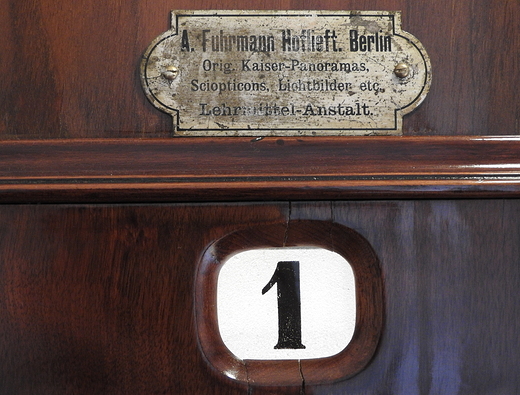 A. Fuhrmann Hoflieft. Berlin
Orig. Kaiser-Panoramas,
Sciopticons, Lichtbilder etc.
Lehrmittel-Anstalt.
1